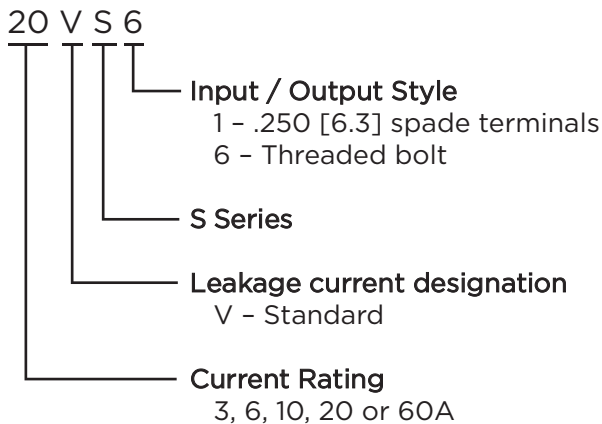 20 V S 6
Input / Output Style
1 – .250 [6.3] spade terminals
6 – Threaded bolt
S Series
Leakage current designation
V – Standard
Current Rating
3, 6, 10, 20 or 60A